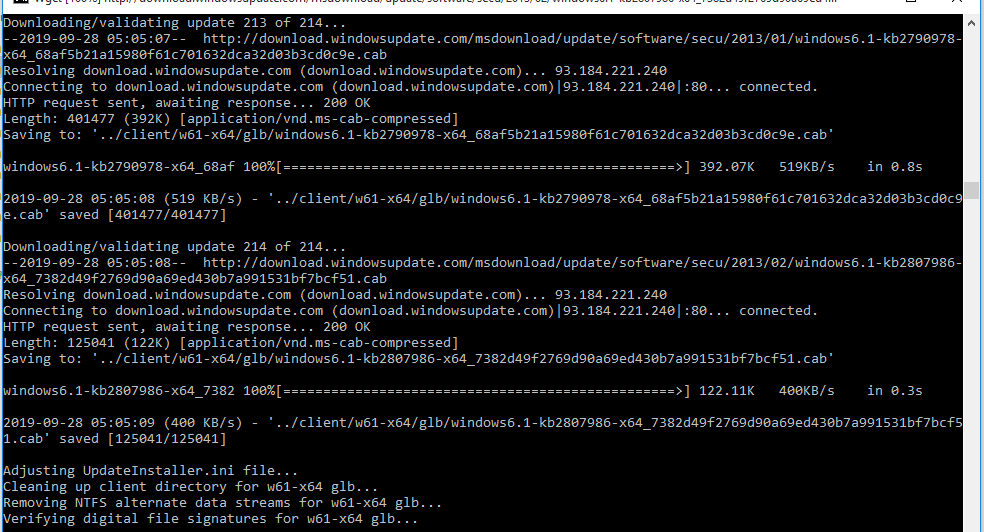 Downloading/validating update 213 of 214...
--2019-09-28 05:05:07--  http://download.windowsupdate.com/msdownload/update/software/secu/2013/01/windows6.1-kb2790978-
x64_68af5b21a15980f61c701632dca32d03b3cd0c9e.cab
Resolving download.windowsupdate.com (download.windowsupdate.com)... 93.184.221.240
Connecting to download.windowsupdate.com (download.windowsupdate.com)|93.184.221.240|:80... connected.
HTTP request sent, awaiting response... 200 OK
Length: 401477 (392K) [application/vnd.ms-cab-compressed]
Saving to: '../client/w61-x64/glb/windows6.1-kb2790978-x64_68af5b21a15980f61c701632dca32d03b3cd0c9e.cab'
windows6.1-kb2790978-x64_68af 100%[=================================================>] 392.07K   519KB/s    in 0.8s
2019-09-28 05:05:08 (519 KB/s) - '../client/w61-x64/glb/windows6.1-kb2790978-x64_68af5b21a15980f61c701632dca32d03b3cd0c9
e.cab' saved [401477/401477]
Downloading/validating update 214 of 214...
--2019-09-28 05:05:08--  http://download.windowsupdate.com/msdownload/update/software/secu/2013/02/windows6.1-kb2807986-
x64_7382d49f2769d90a69ed430b7a991531bf7bcf51.cab
Resolving download.windowsupdate.com (download.windowsupdate.com)... 93.184.221.240
Connecting to download.windowsupdate.com (download.windowsupdate.com)|93.184.221.240|:80... connected.
HTTP request sent, awaiting response... 200 OK
Length: 125041 (122K) [application/vnd.ms-cab-compressed]
Saving to: '../client/w61-x64/glb/windows6.1-kb2807986-x64_7382d49f2769d90a69ed430b7a991531bf7bcf51.cab'
windows6.1-kb2807986-x64_7382 100%[=================================================>] 122.11K   400KB/s    in 0.3s
2019-09-28 05:05:09 (400 KB/s) - '../client/w61-x64/glb/windows6.1-kb2807986-x64_7382d49f2769d90a69ed430b7a991531bf7bcf5
1.cab' saved [125041/125041]
Adjusting UpdateInstaller.ini file...
Cleaning up client directory for w61-x64 glb...
Removing NTFS alternate data streams for w61-x64 glb...
Verifying digital file signatures for w61-x64 glb...